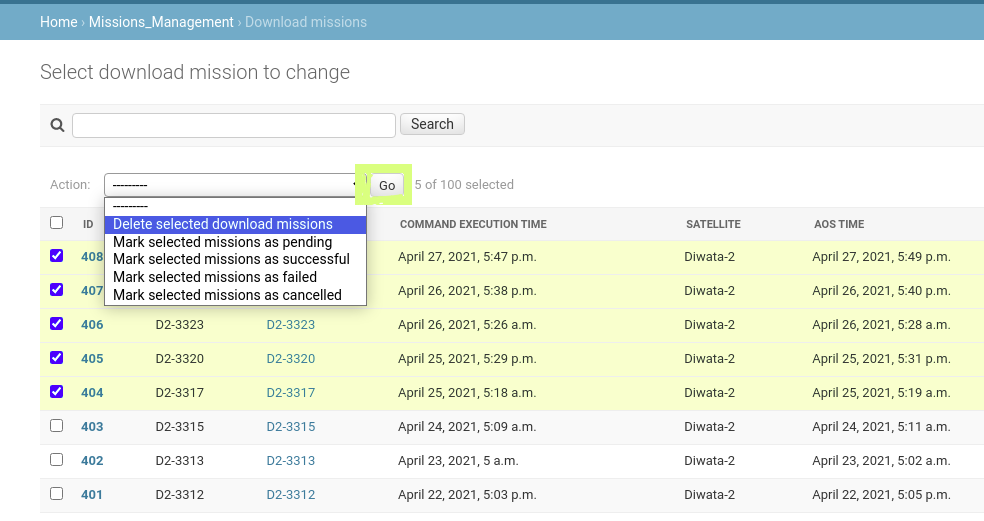 Home › Missions_Management › Download missions
Select download mission to change
Search
Action: --------- Go 5 of 100 selected
---------
Delete selected download missions
Mark selected missions as pending
Mark selected missions as successful
Mark selected missions as failed
Mark selected missions as cancelled
ID COMMAND EXECUTION TIME SATELLITE AOS TIME
408 April 27, 2021, 5:47 p.m. Diwata-2 April 27, 2021, 5:49 p.m.
407 April 26, 2021, 5:38 p.m. Diwata-2 April 26, 2021, 5:40 p.m.
406 D2-3323 D2-3323 April 26, 2021, 5:26 a.m. Diwata-2 April 26, 2021, 5:28 a.m.
405 D2-3320 D2-3320 April 25, 2021, 5:29 p.m. Diwata-2 April 25, 2021, 5:31 p.m.
404 D2-3317 D2-3317 April 25, 2021, 5:18 a.m. Diwata-2 April 25, 2021, 5:19 a.m.
403 D2-3315 D2-3315 April 24, 2021, 5:09 a.m. Diwata-2 April 24, 2021, 5:11 a.m.
402 D2-3313 D2-3313 April 23, 2021, 5 a.m. Diwata-2 April 23, 2021, 5:02 a.m.
401 D2-3312 D2-3312 April 22, 2021, 5:03 p.m. Diwata-2 April 22, 2021, 5:05 p.m.